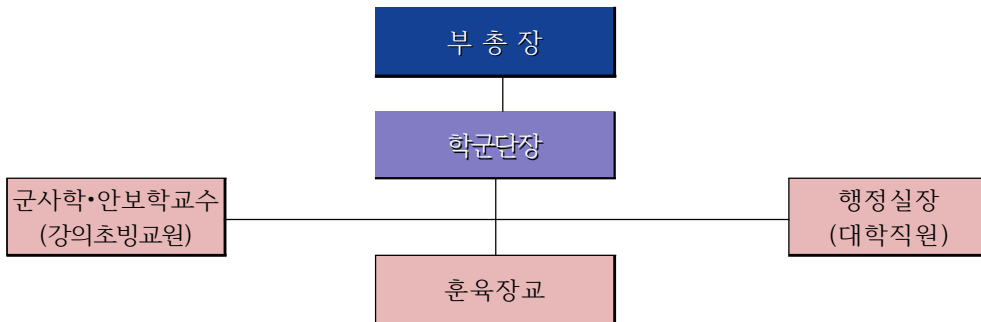 부 총 장
학군단장
군사학•안보학교수
(강의초빙교원)
행정실장
(대학직원)
훈육장교